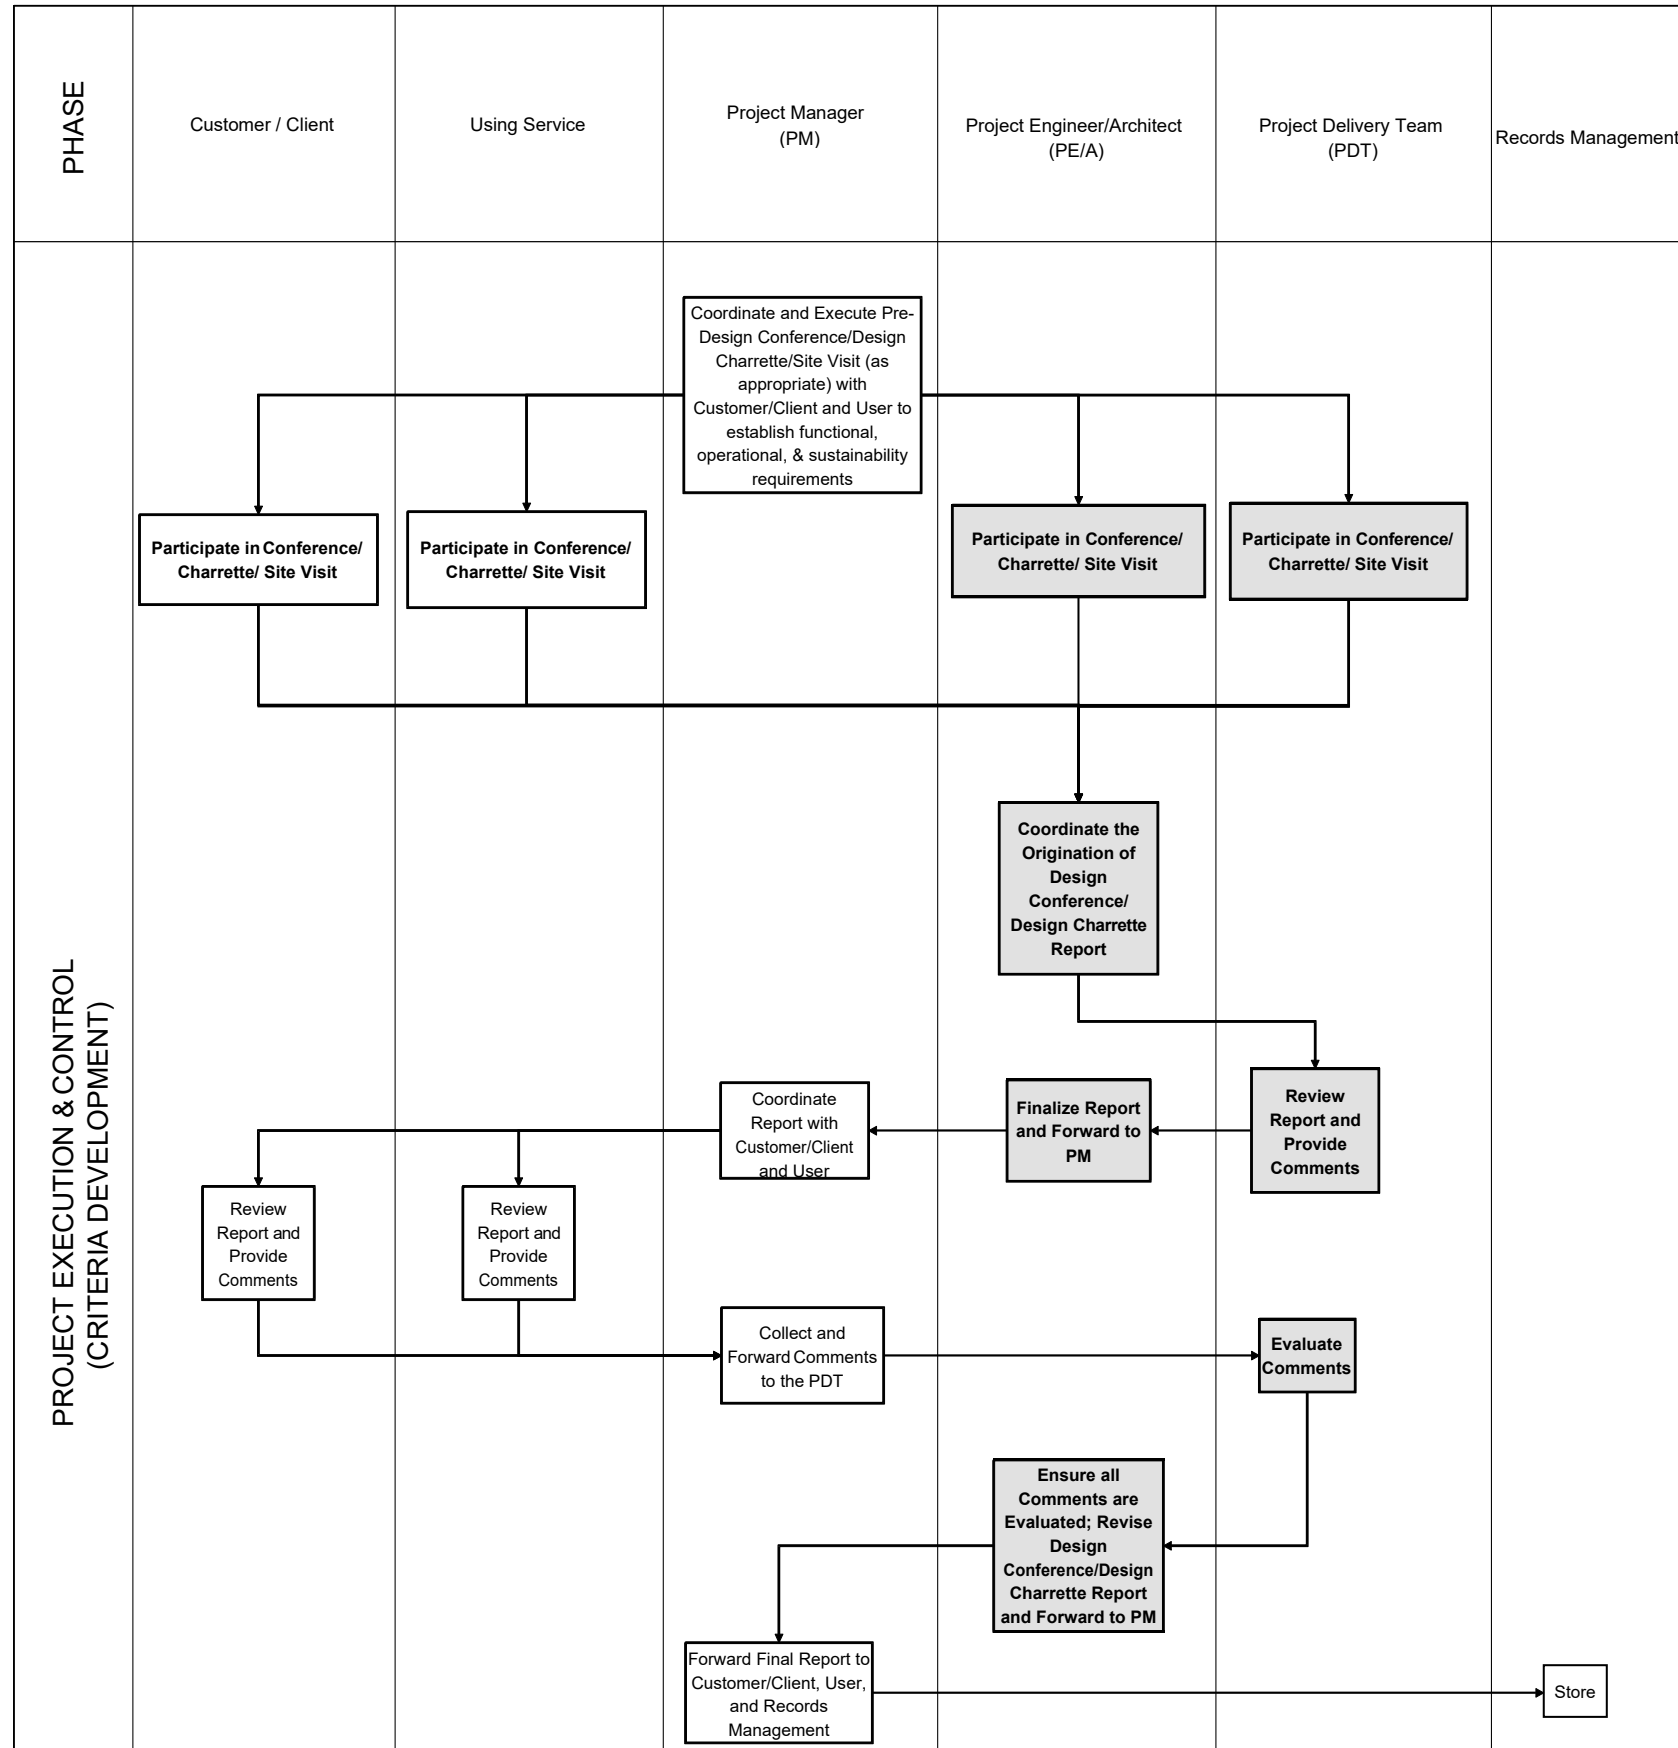 PHASE
Customer / Client
Using Service
Project Manager
(PM)
Project Engineer/Architect
(PE/A)
Project Delivery Team
(PDT)
Records Management
PROJECT EXECUTION & CONTROL
(CRITERIA DEVELOPMENT)
Coordinate and Execute Pre-
Design Conference/Design
Charrette/Site Visit (as
appropriate) with
Customer/Client and User to
establish functional,
operational, & sustainability
requirements
Participate in Conference/
Charrette/ Site Visit
Participate in Conference/
Charrette/ Site Visit
Participate in Conference/
Charrette/ Site Visit
Participate in Conference/
Charrette/ Site Visit
Coordinate the
Origination of
Design
Conference/
Design Charrette
Report
Review
Report and
Provide
Comments
Finalize Report
and Forward to
PM
Coordinate
Report with
Customer/Client
and User
Review
Report and
Provide
Comments
Review
Report and
Provide
Comments
Collect and
Forward Comments
to the PDT
Evaluate
Comments
Ensure all
Comments are
Evaluated; Revise
Design
Conference/Design
Charrette Report
and Forward to PM
Forward Final Report to
Customer/Client, User,
and Records
Management
Store